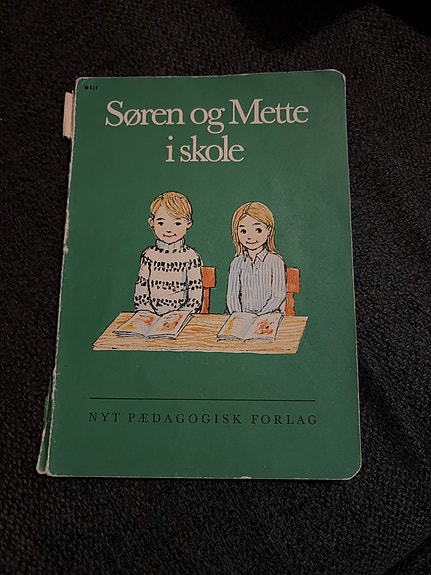 Søren og Mette
i skole
NYT PÆDAGOGISK FORLAG